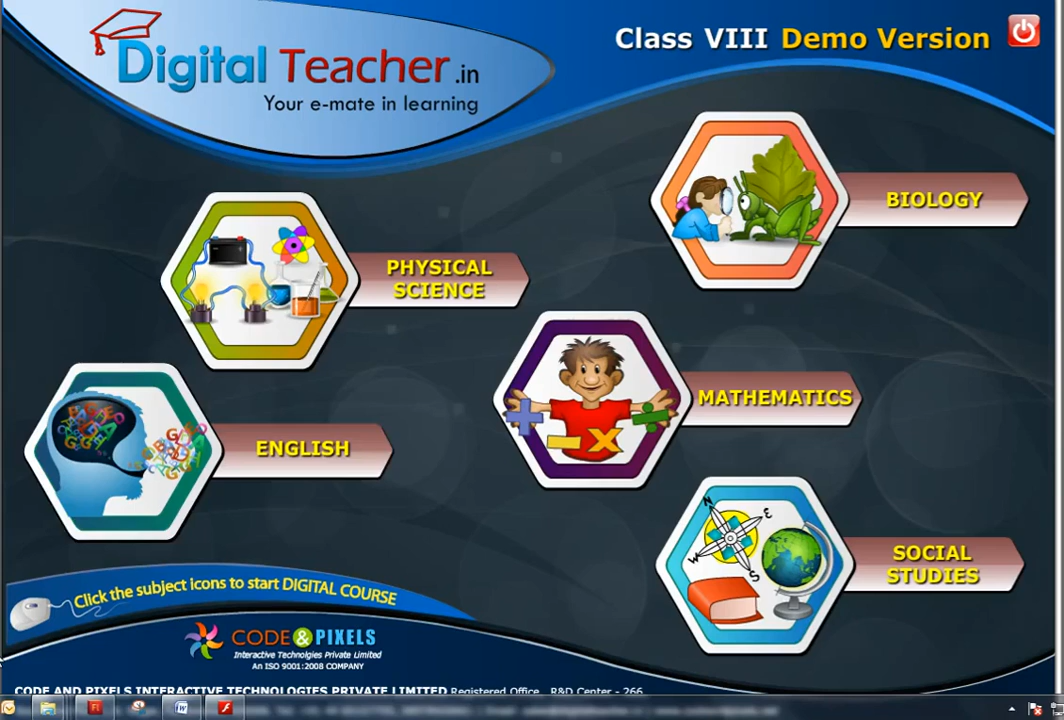 Digital Teacher.in
Your e-mate in learning
Class VIII Demo Version
BIOLOGY
PHYSICAL
SCIENCE
MATHEMATICS
ENGLISH
SOCIAL
STUDIES
N
E
W
S
Click the subject icons to start DIGITAL COURSE
CODE & PIXELS
Interactive Technolgies Private Limited
An ISO 9001:2008 COMPANY
CODE AND PIXELS INTERACTIVE TECHNOLOGIES PRIVATE LIMITED Registered Office, R&D Center - 266,